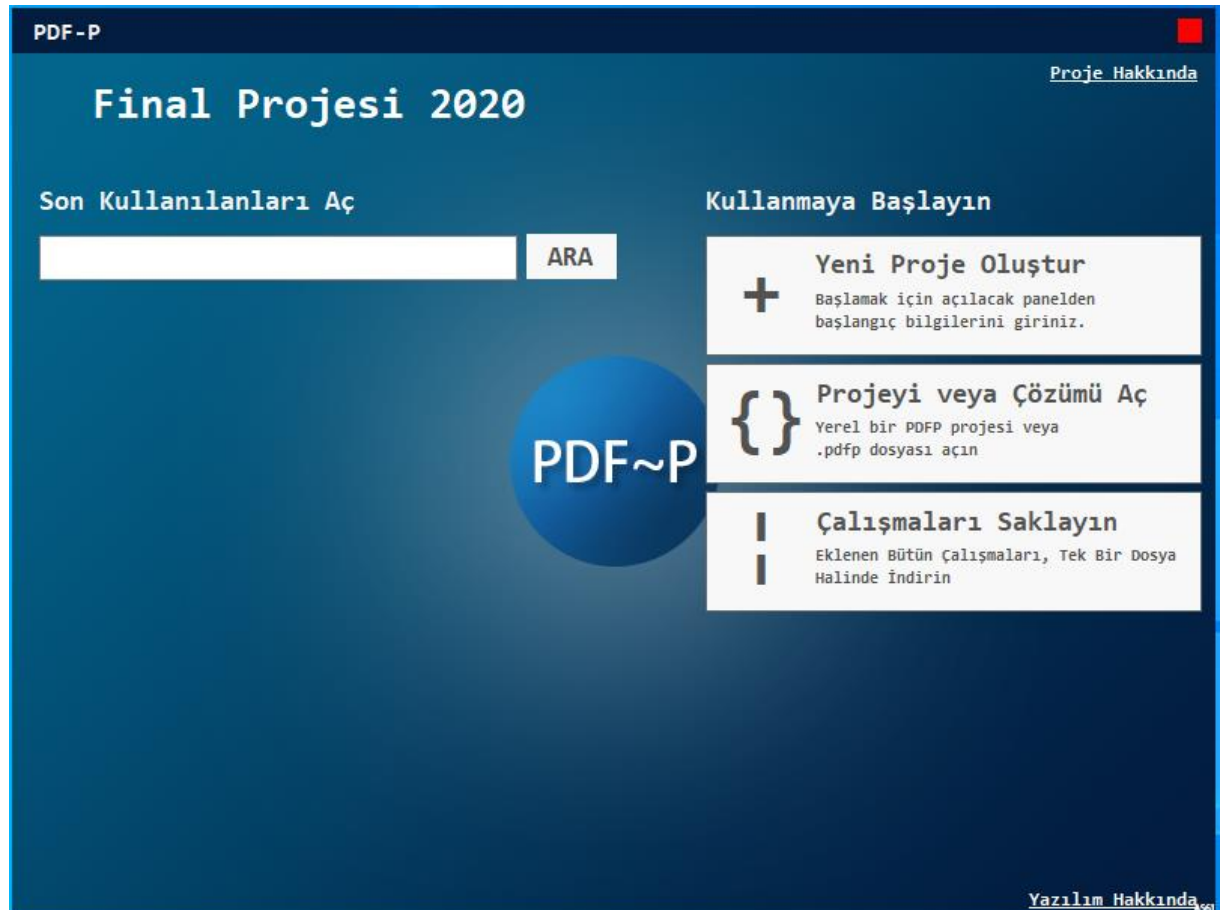 PDF-P
Proje Hakkında
Final Projesi 2020
Son Kullanılanları Aç
ARA
Kullanmaya Başlayın
+ Yeni Proje Oluştur
Başlamak için açılacak panelden
başlangıç bilgilerini giriniz.
{} Projeyi veya Çözümü Aç
Yerel bir PDFP projesi veya
.pdfp dosyası açın
PDF~P
¦ Çalışmaları Saklayın
Eklenen Bütün Çalışmaları, Tek Bir Dosya
Halinde İndirin
Yazılım Hakkında